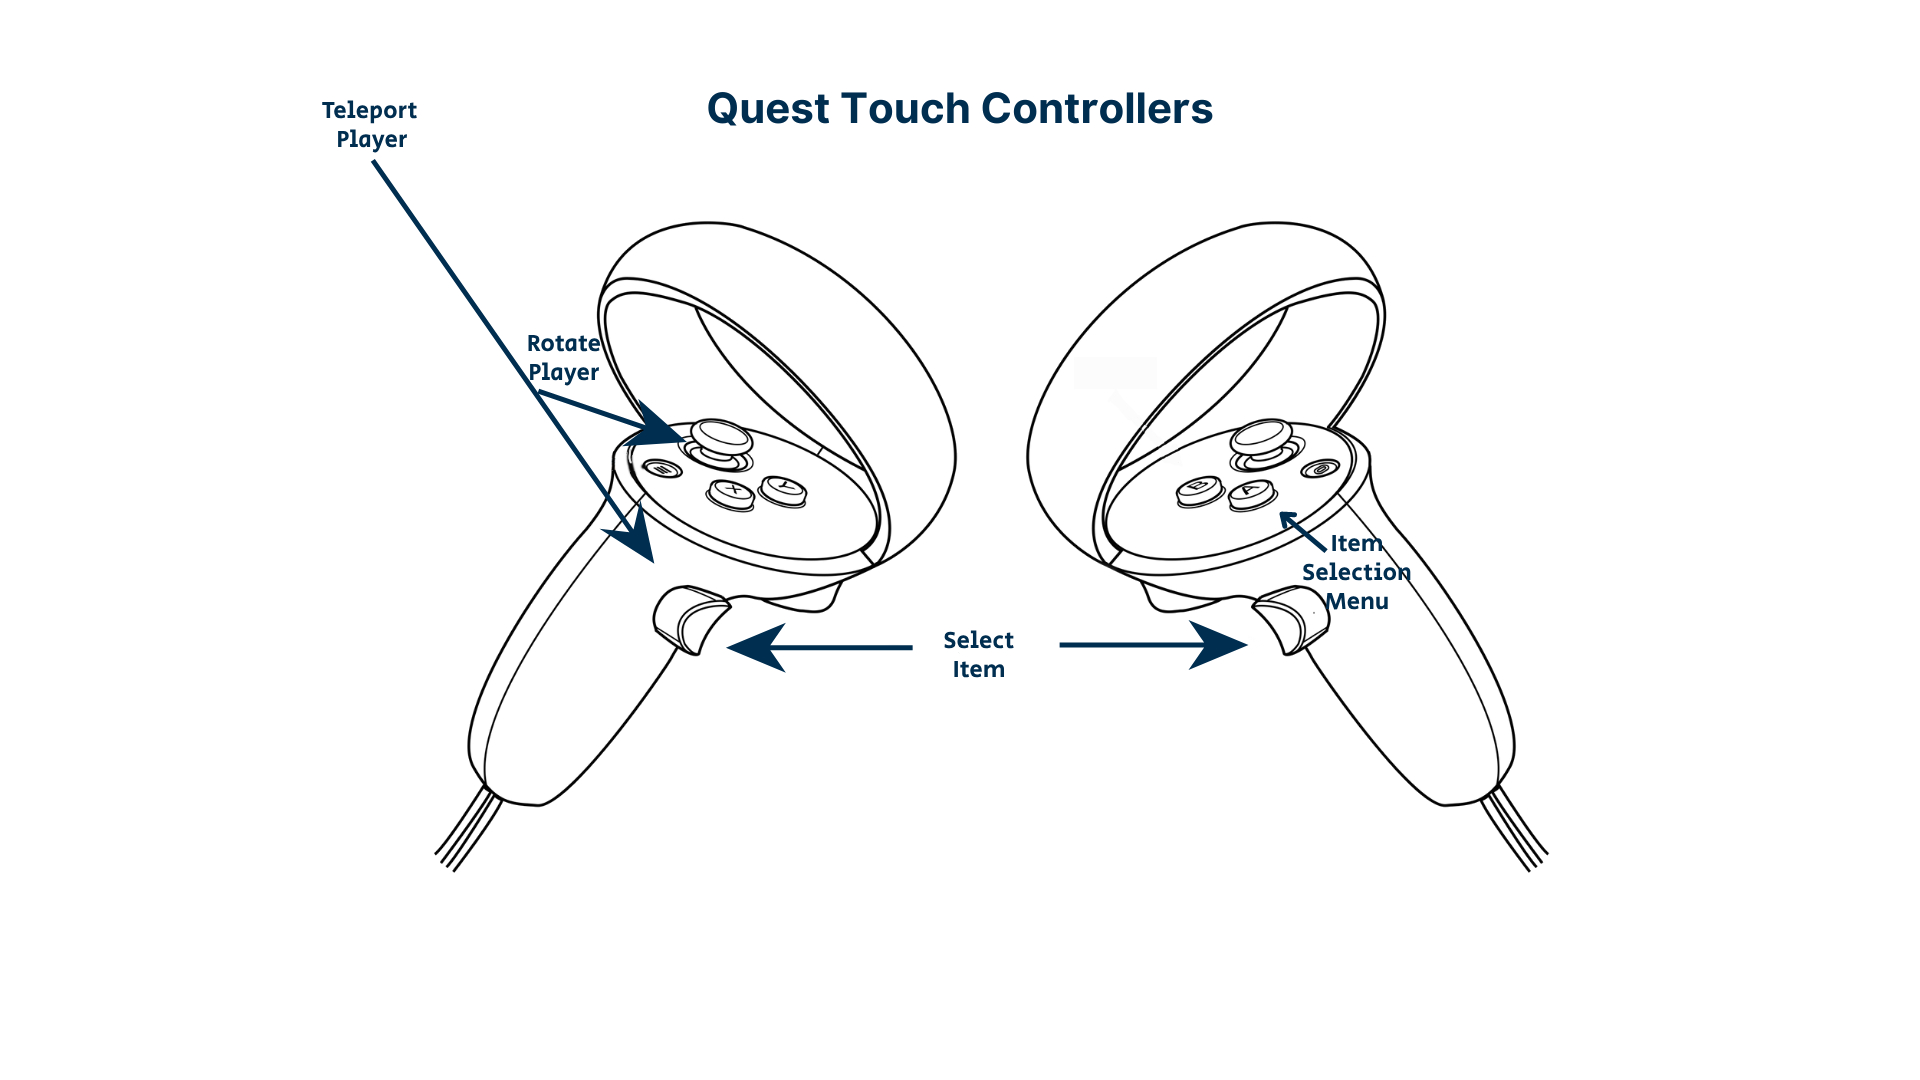 Quest Touch Controllers
Teleport
Player
Rotate
Player
X
Y
B
A
Item
Selection
Menu
Select
Item